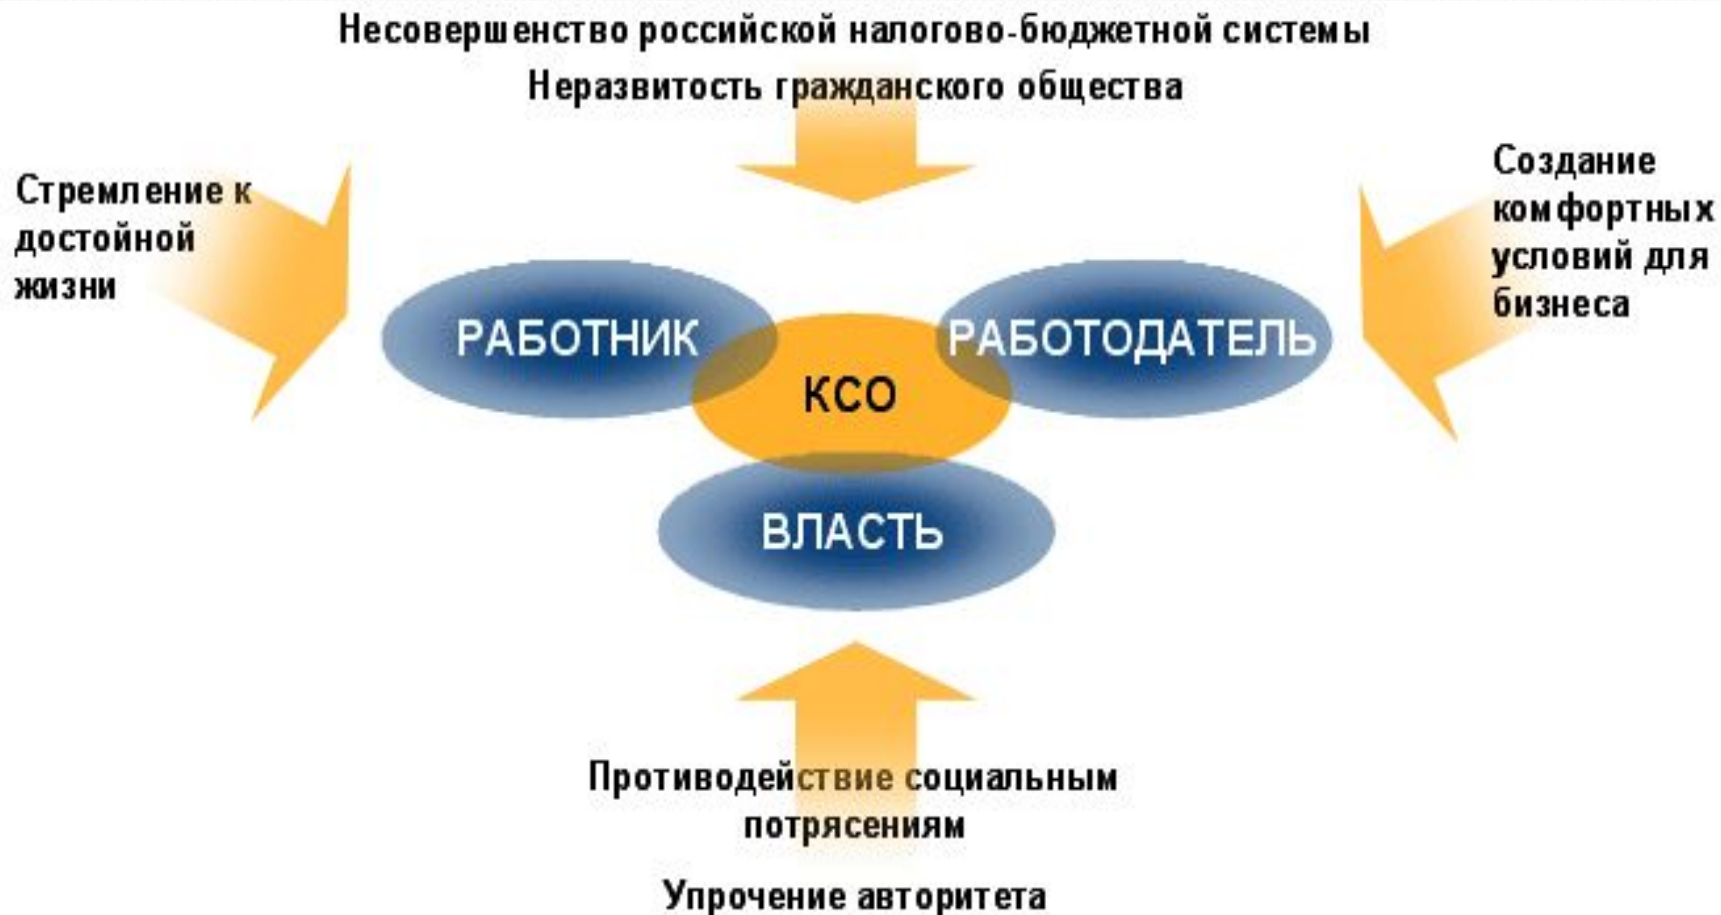 Несовершенство российской налогово-бюджетной системы
Неразвитость гражданского общества
Стремление к
достойной
жизни
Создание
комфортных
условий для
бизнеса
РАБОТНИК
РАБОТОДАТЕЛЬ
КСО
ВЛАСТЬ
Противодействие социальным
потрясениям
Упрочение авторитета